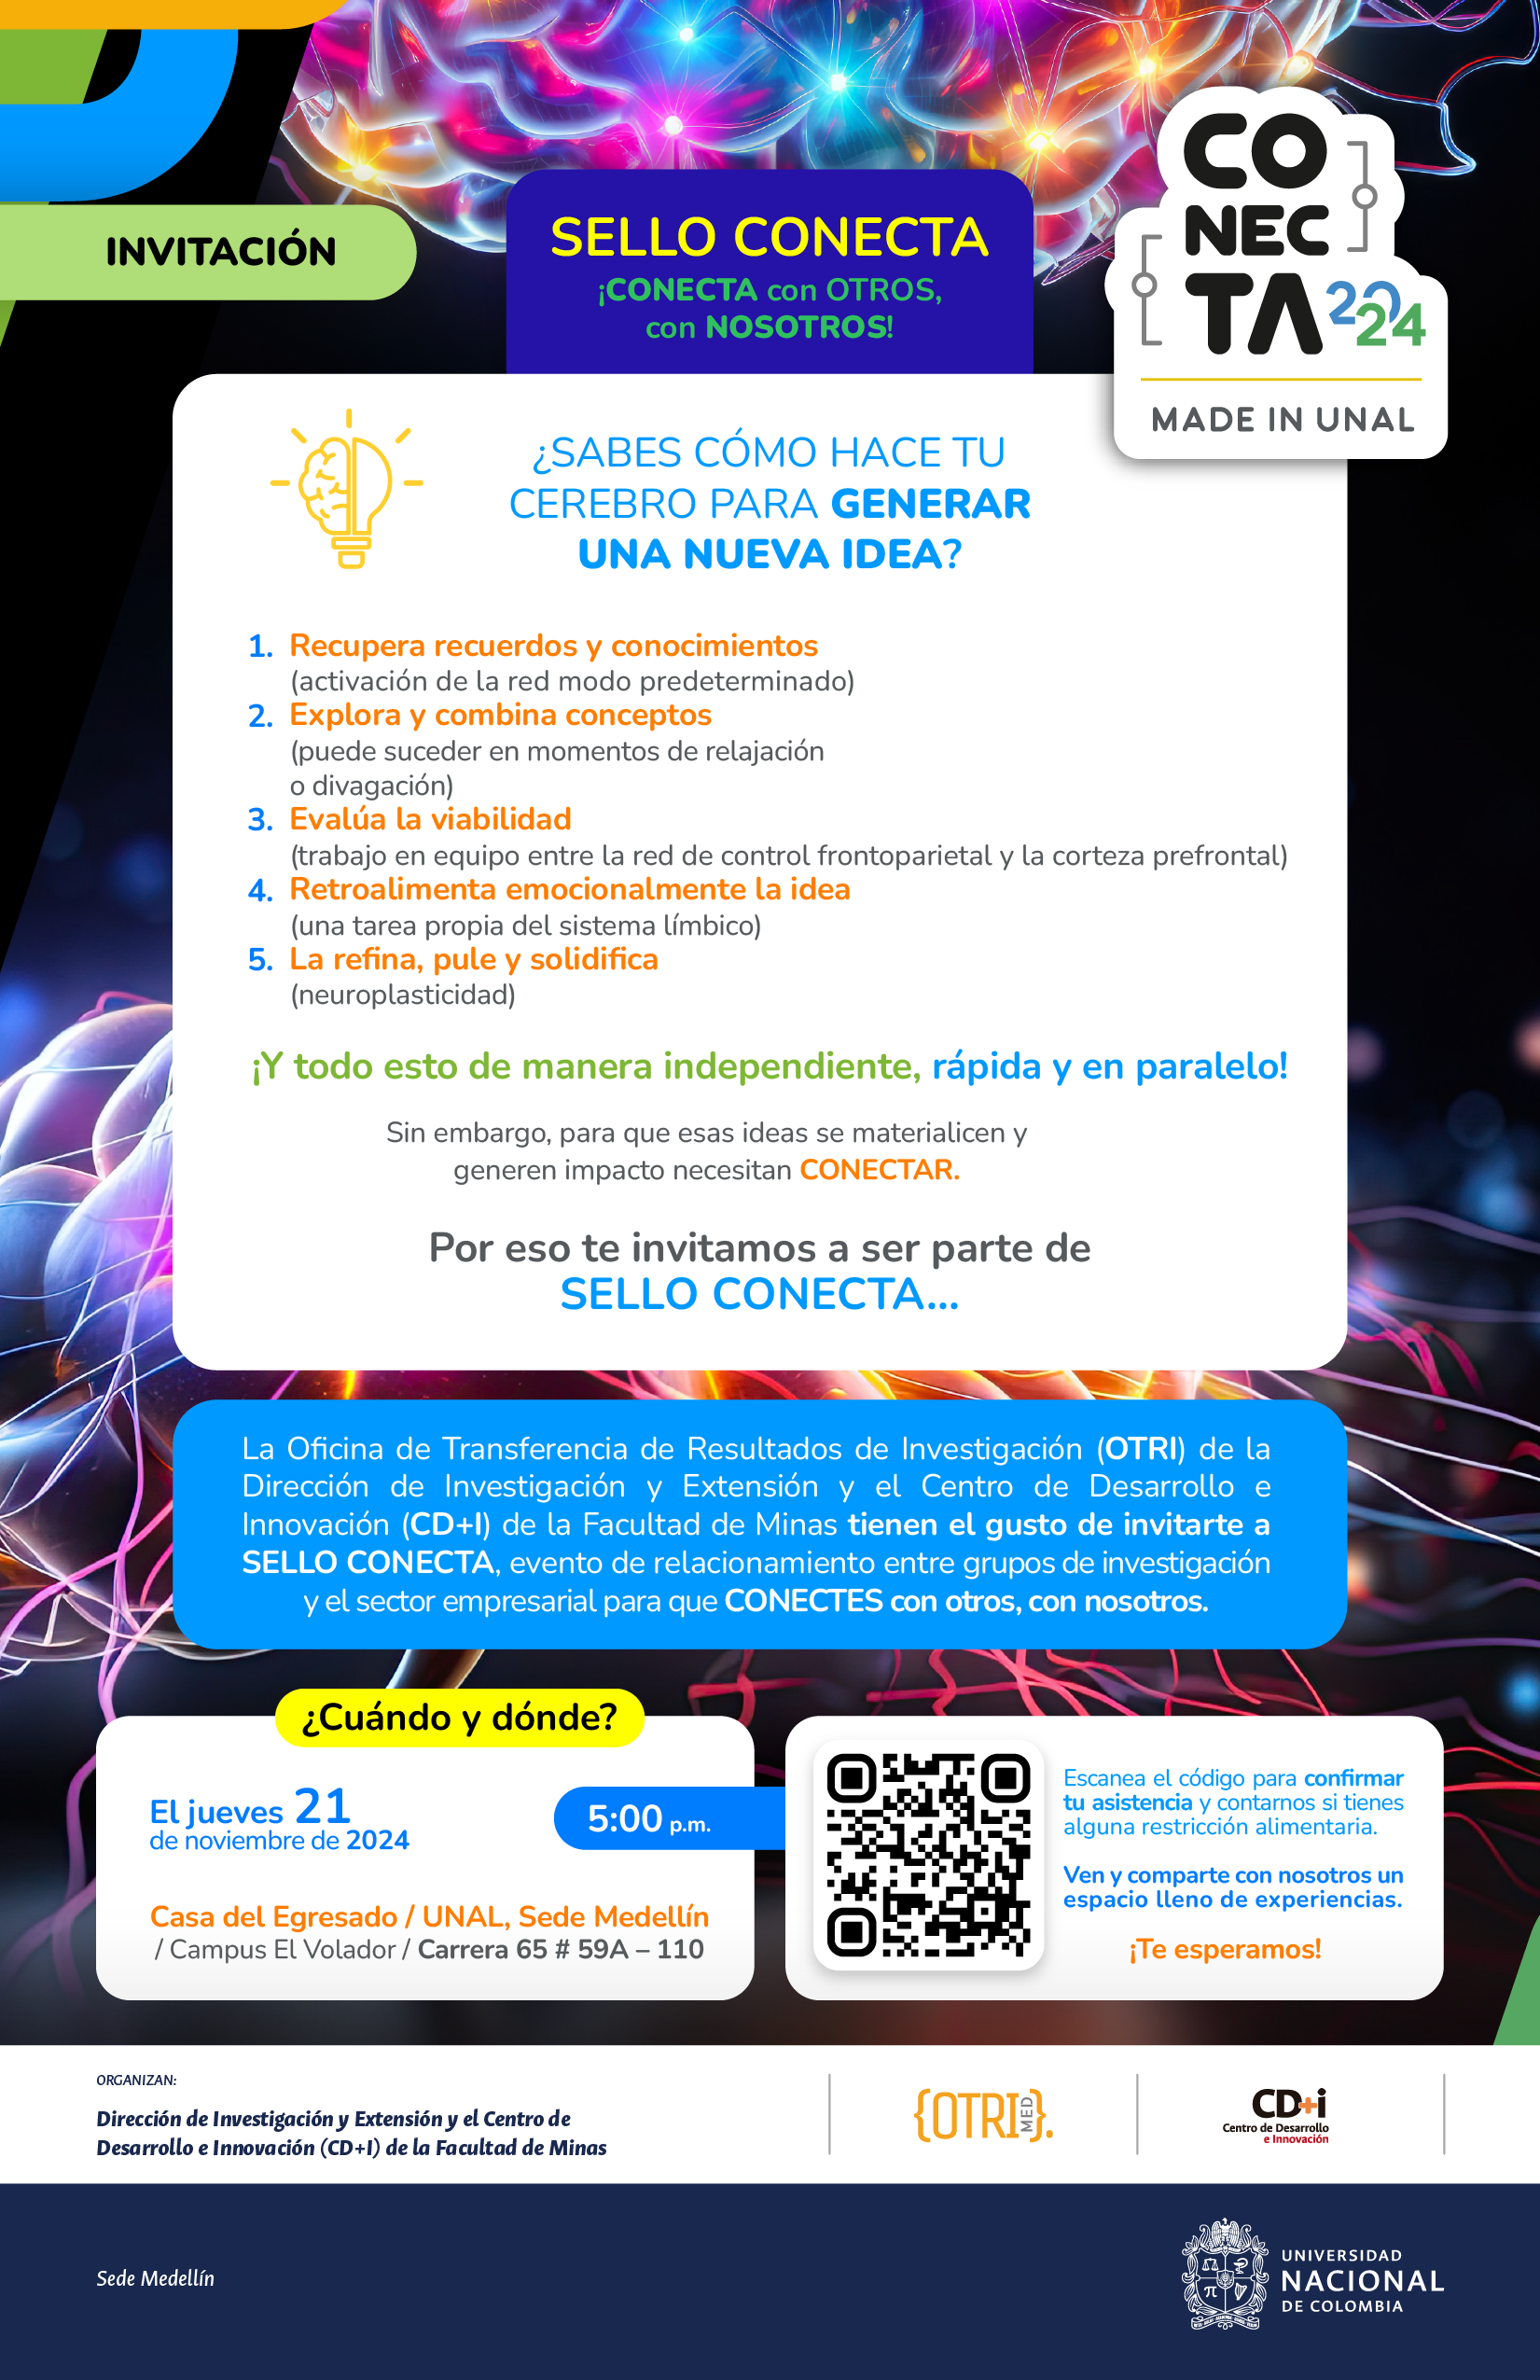 INVITACIÓN
SELLO CONECTA
¡CONECTA con OTROS,
con NOSOTROS!
CO
NEC
TA 2024
MADE IN UNAL
¿SABES CÓMO HACE TU
CEREBRO PARA GENERAR
UNA NUEVA IDEA?
1. Recupera recuerdos y conocimientos
(activación de la red modo predeterminado)
2. Explora y combina conceptos
(puede suceder en momentos de relajación
o divagación)
3. Evalúa la viabilidad
(trabajo en equipo entre la red de control frontoparietal y la corteza prefrontal)
4. Retroalimenta emocionalmente la idea
(una tarea propia del sistema límbico)
5. La refina, pule y solidifica
(neuroplasticidad)
¡Y todo esto de manera independiente, rápida y en paralelo!
Sin embargo, para que esas ideas se materialicen y
generen impacto necesitan CONECTAR.
Por eso te invitamos a ser parte de
SELLO CONECTA...
La Oficina de Transferencia de Resultados de Investigación (OTRI) de la
Dirección de Investigación y Extensión y el Centro de Desarrollo e
Innovación (CD+I) de la Facultad de Minas tienen el gusto de invitarte a
SELLO CONECTA, evento de relacionamiento entre grupos de investigación
y el sector empresarial para que CONECTES con otros, con nosotros.
¿Cuándo y dónde?
El jueves 21
de noviembre de 2024
5:00 p.m.
Casa del Egresado / UNAL, Sede Medellín
/ Campus El Volador / Carrera 65 # 59A – 110
Escanea el código para confirmar
tu asistencia y contarnos si tienes
alguna restricción alimentaria.
Ven y comparte con nosotros un
espacio lleno de experiencias.
¡Te esperamos!
ORGANIZAN:
Dirección de Investigación y Extensión y el Centro de
Desarrollo e Innovación (CD+I) de la Facultad de Minas
{OTRI MED}.
CD+i
Centro de Desarrollo
e Innovación
Sede Medellín
UNIVERSIDAD
NACIONAL
DE COLOMBIA